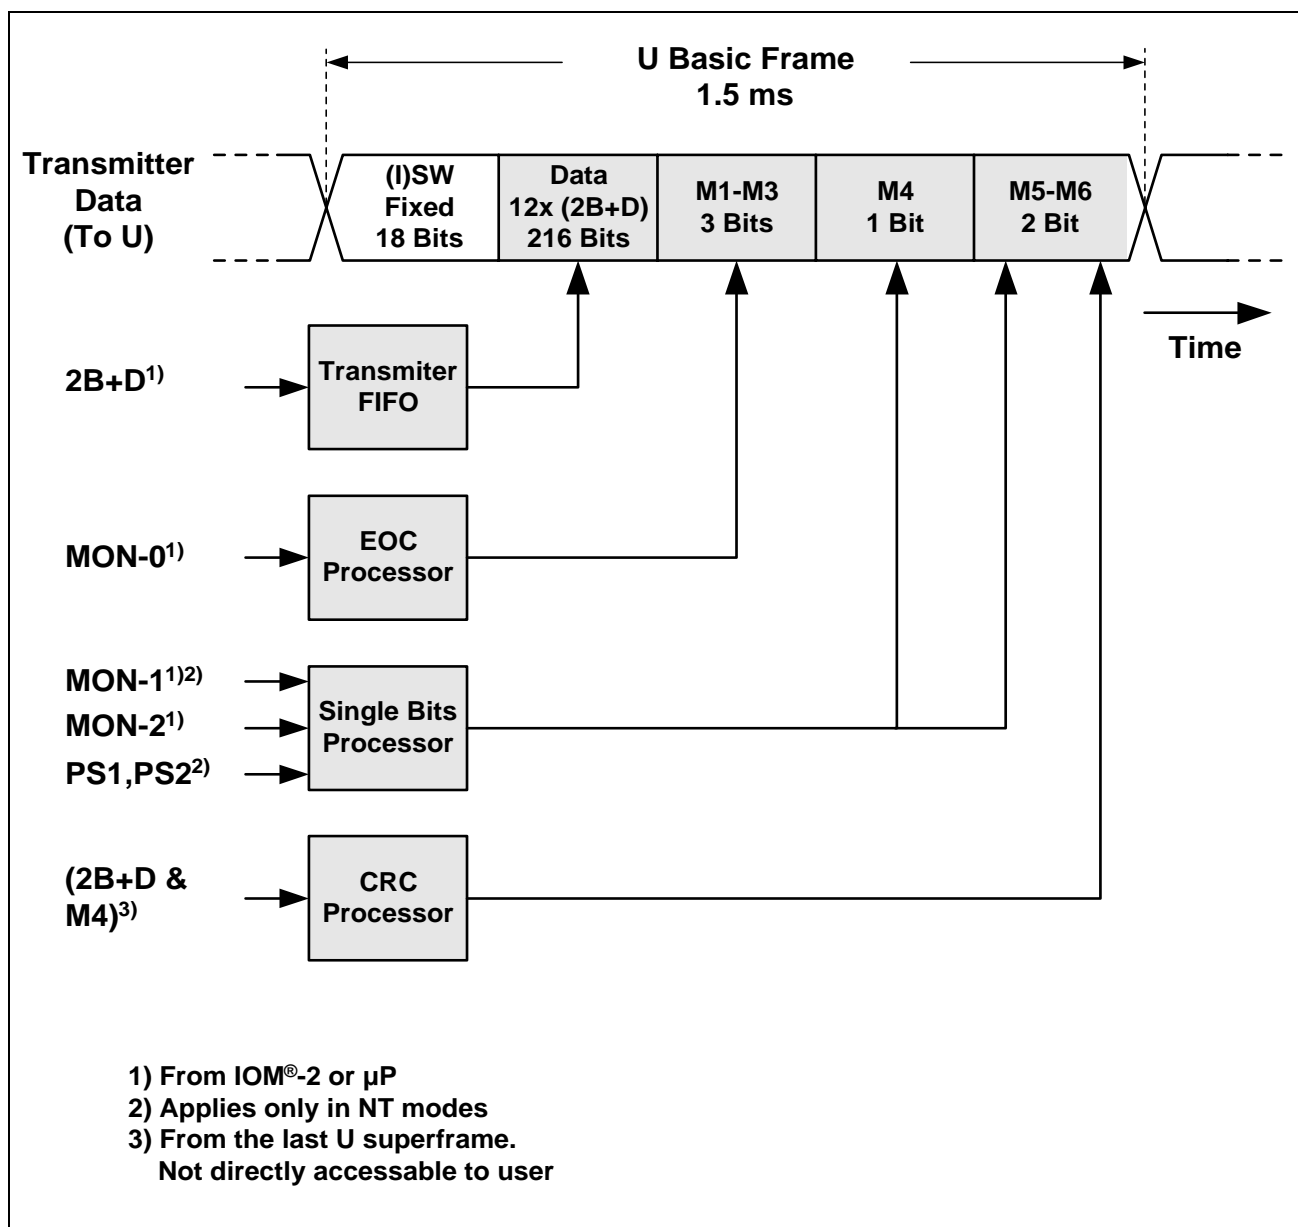 U Basic Frame
1.5 ms
Transmitter
Data
(To U)
(I)SW
Fixed
18 Bits
Data
12x (2B+D)
216 Bits
M1-M3
3 Bits
M4
1 Bit
M5-M6
2 Bit
Time
2B+D1)
Transmiter
FIFO
MON-01)
EOC
Processor
MON-11)2)
MON-21)
PS1,PS22)
Single Bits
Processor
(2B+D &
M4)3)
CRC
Processor
1) From IOM®-2 or µP
2) Applies only in NT modes
3) From the last U superframe.
Not directly accessable to user